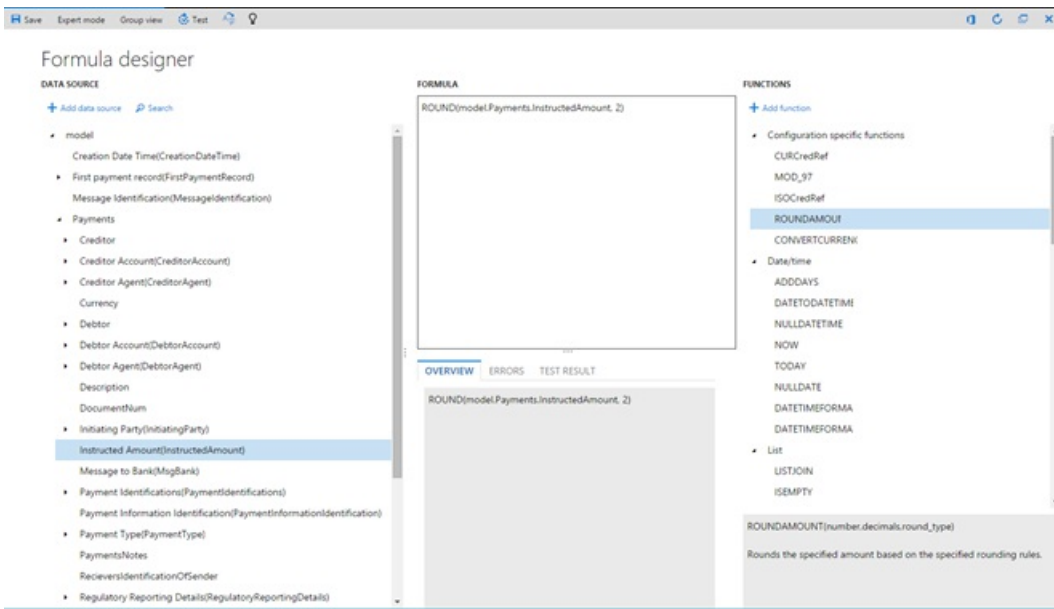 Save Expert mode Group view Test
Formula designer
DATA SOURCE
Add data source Search
model
Creation Date Time(CreationDateTime)
First payment record(FirstPaymentRecord)
Message Identification(MessageIdentification)
Payments
Creditor
Creditor Account(CreditorAccount)
Creditor Agent(CreditorAgent)
Currency
Debtor
Debtor Account(DebtorAccount)
Debtor Agent(DebtorAgent)
Description
DocumentNum
Initiating Party(InitiatingParty)
Instructed Amount(InstructedAmount)
Message to Bank(MsgBank)
Payment Identifications(PaymentIdentifications)
Payment Information Identification(PaymentInformationIdentification)
Payment Type(PaymentType)
PaymentsNotes
RecieversIdentificationOfSender
Regulatory Reporting Details(RegulatoryReportingDetails)
FORMULA
ROUND(model.Payments.InstructedAmount, 2)
OVERVIEW ERRORS TEST RESULT
ROUND(model.Payments.InstructedAmount, 2)
FUNCTIONS
Add function
Configuration specific functions
CURCredRef
MOD_97
ISOCredRef
ROUNDAMOUI
CONVERTCURRENC
Date/time
ADDDAYS
DATETODATETIME
NULLDATETIME
NOW
TODAY
NULLDATE
DATETIMEFORMA
DATETIMEFORMA
List
LISTJOIN
ISEMPTY
ROUNDAMOUNT(number.decimals.round_type)
Rounds the specified amount based on the specified rounding rules.